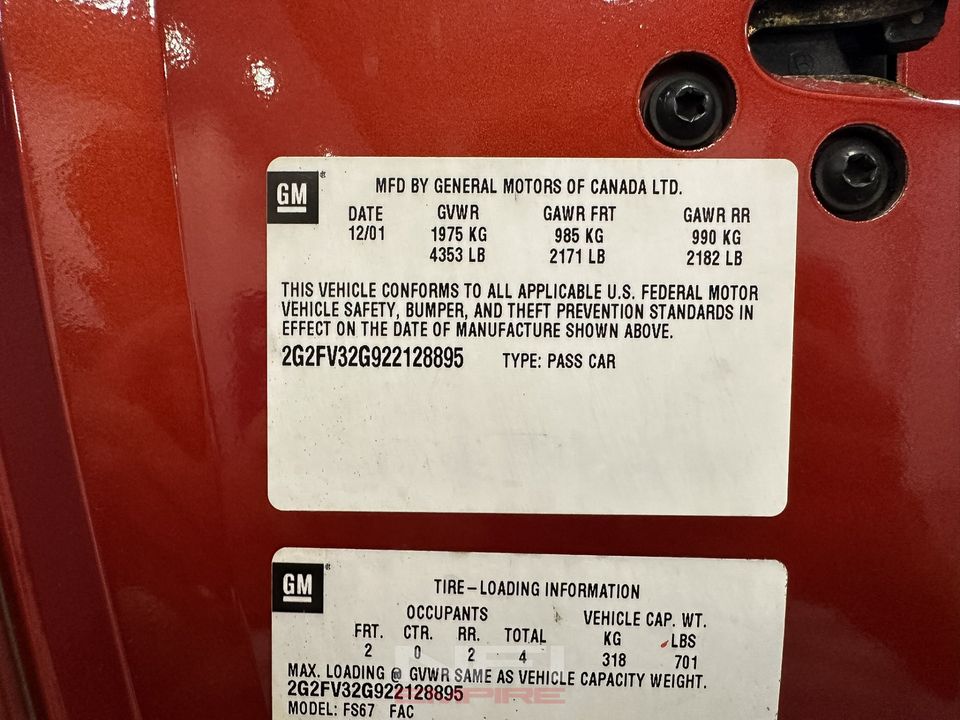 GM
MFD BY GENERAL MOTORS OF CANADA LTD.
DATE GVWR GAWR FRT GAWR RR
12/01 1975 KG 985 KG 990 KG
4353 LB 2171 LB 2182 LB
THIS VEHICLE CONFORMS TO ALL APPLICABLE U.S. FEDERAL MOTOR
VEHICLE SAFETY, BUMPER, AND THEFT PREVENTION STANDARDS IN
EFFECT ON THE DATE OF MANUFACTURE SHOWN ABOVE.
2G2FV32G922128895 TYPE: PASS CAR
GM
TIRE-LOADING INFORMATION
OCCUPANTS VEHICLE CAP. WT.
FRT. CTR. RR. TOTAL KG LBS
2 0 2 4 318 701
MAX. LOADING @ GVWR SAME AS VEHICLE CAPACITY WEIGHT.
2G2FV32G922128895
EMPIRE
MODEL: FS67 FAC